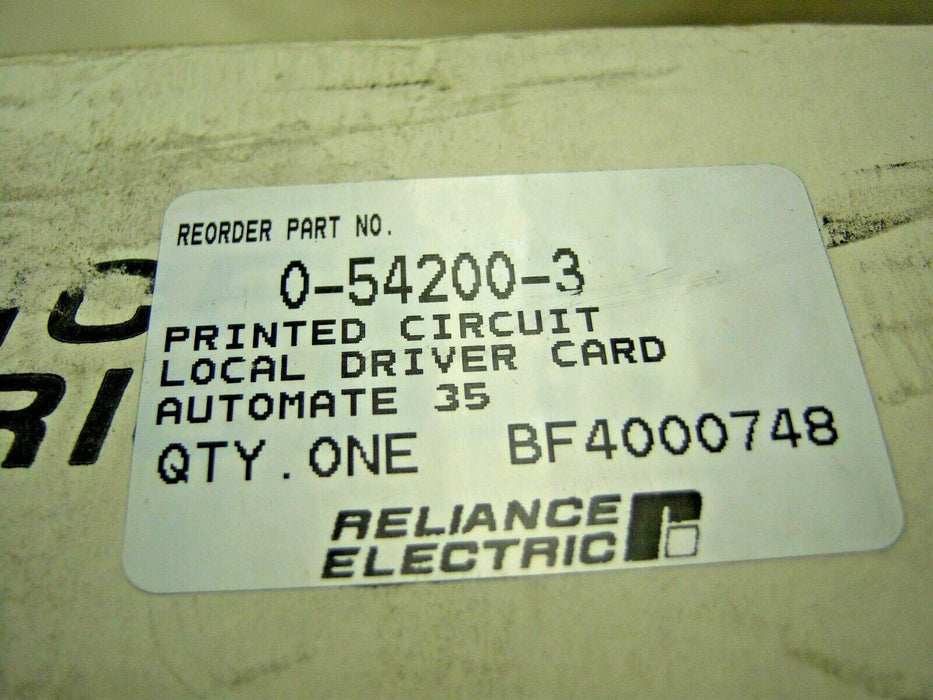 REORDER PART NO.
0-54200-3
PRINTED CIRCUIT
LOCAL DRIVER CARD
AUTOMATE 35
QTY.ONE BF4000748
RELIANCE
ELECTRIC